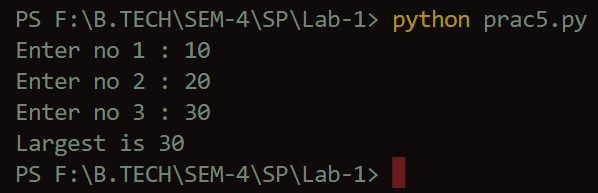 PS F:\B.TECH\SEM-4\SP\Lab-1> python prac5.py
Enter no 1 : 10
Enter no 2 : 20
Enter no 3 : 30
Largest is 30
PS F:\B.TECH\SEM-4\SP\Lab-1>